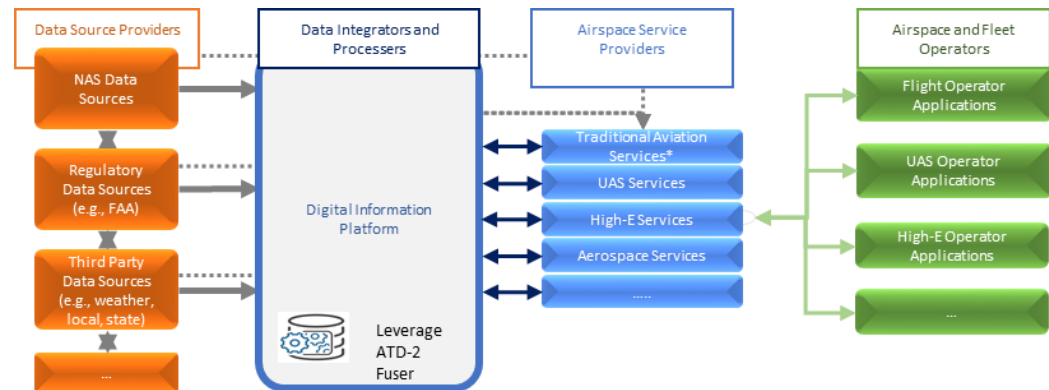 Data Source Providers
NAS Data
Sources
Regulatory
Data Sources
(e.g., FAA)
Third Party
Data Sources
(e.g., weather,
local, state)
...
Data Integrators and
Processers
Digital Information
Platform
Leverage
ATD-2
Fuser
Airspace Service
Providers
Traditional Aviation
Services*
UAS Services
High-E Services
Aerospace Services
.....
Airspace and Fleet
Operators
Flight Operator
Applications
UAS Operator
Applications
High-E Operator
Applications
...